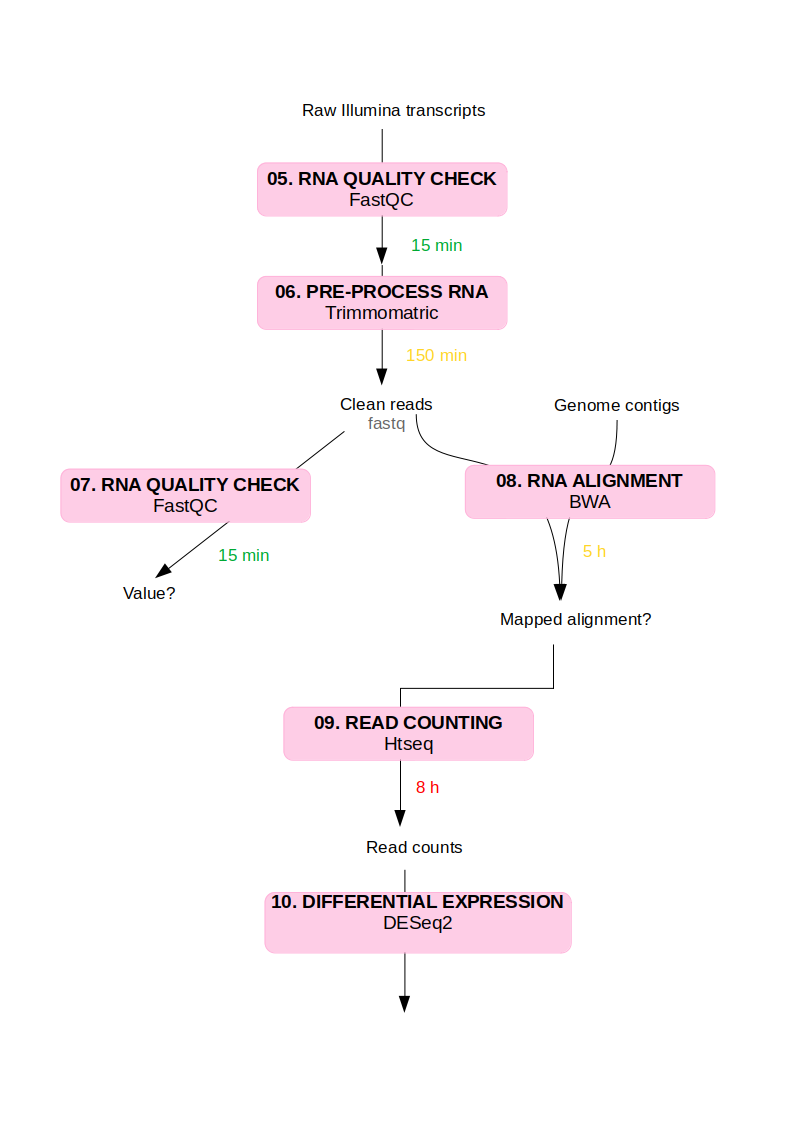 Raw Illumina transcripts
05. RNA QUALITY CHECK
FastQC
15 min
06. PRE-PROCESS RNA
Trimmomatric
150 min
Clean reads
fastq
Genome contigs
07. RNA QUALITY CHECK
FastQC
15 min
Value?
08. RNA ALIGNMENT
BWA
5 h
Mapped alignment?
09. READ COUNTING
Htseq
8 h
Read counts
10. DIFFERENTIAL EXPRESSION
DESeq2